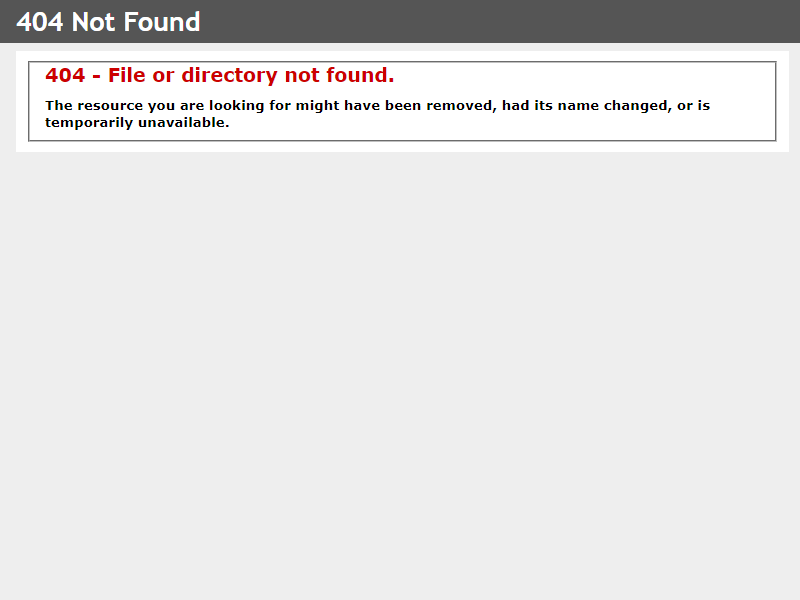 404 Not Found
404 - File or directory not found.
The resource you are looking for might have been removed, had its name changed, or is
temporarily unavailable.